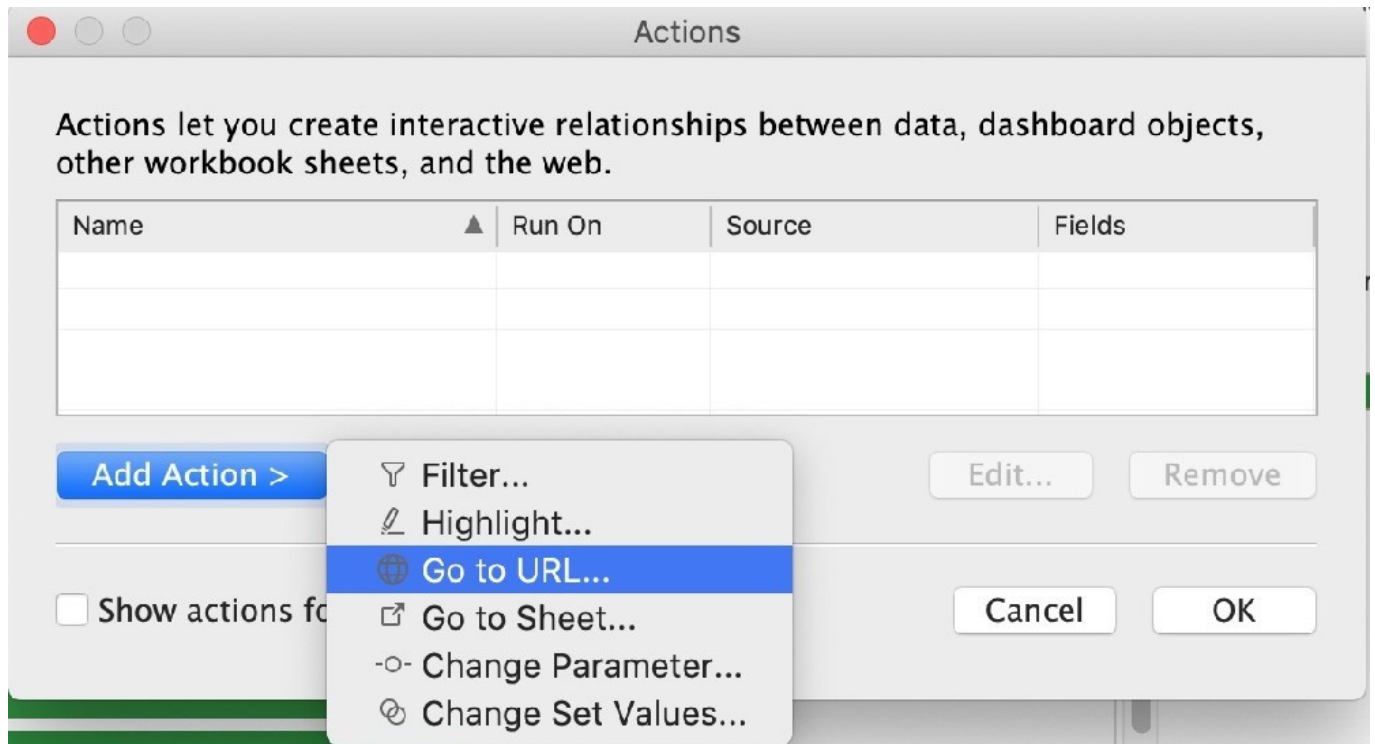 Actions
Actions let you create interactive relationships between data, dashboard objects,
other workbook sheets, and the web.
Name Run On Source Fields
Add Action >
Filter...
Highlight...
Go to URL...
Go to Sheet...
Change Parameter...
Change Set Values...
Edit... Remove
Show actions
Cancel OK